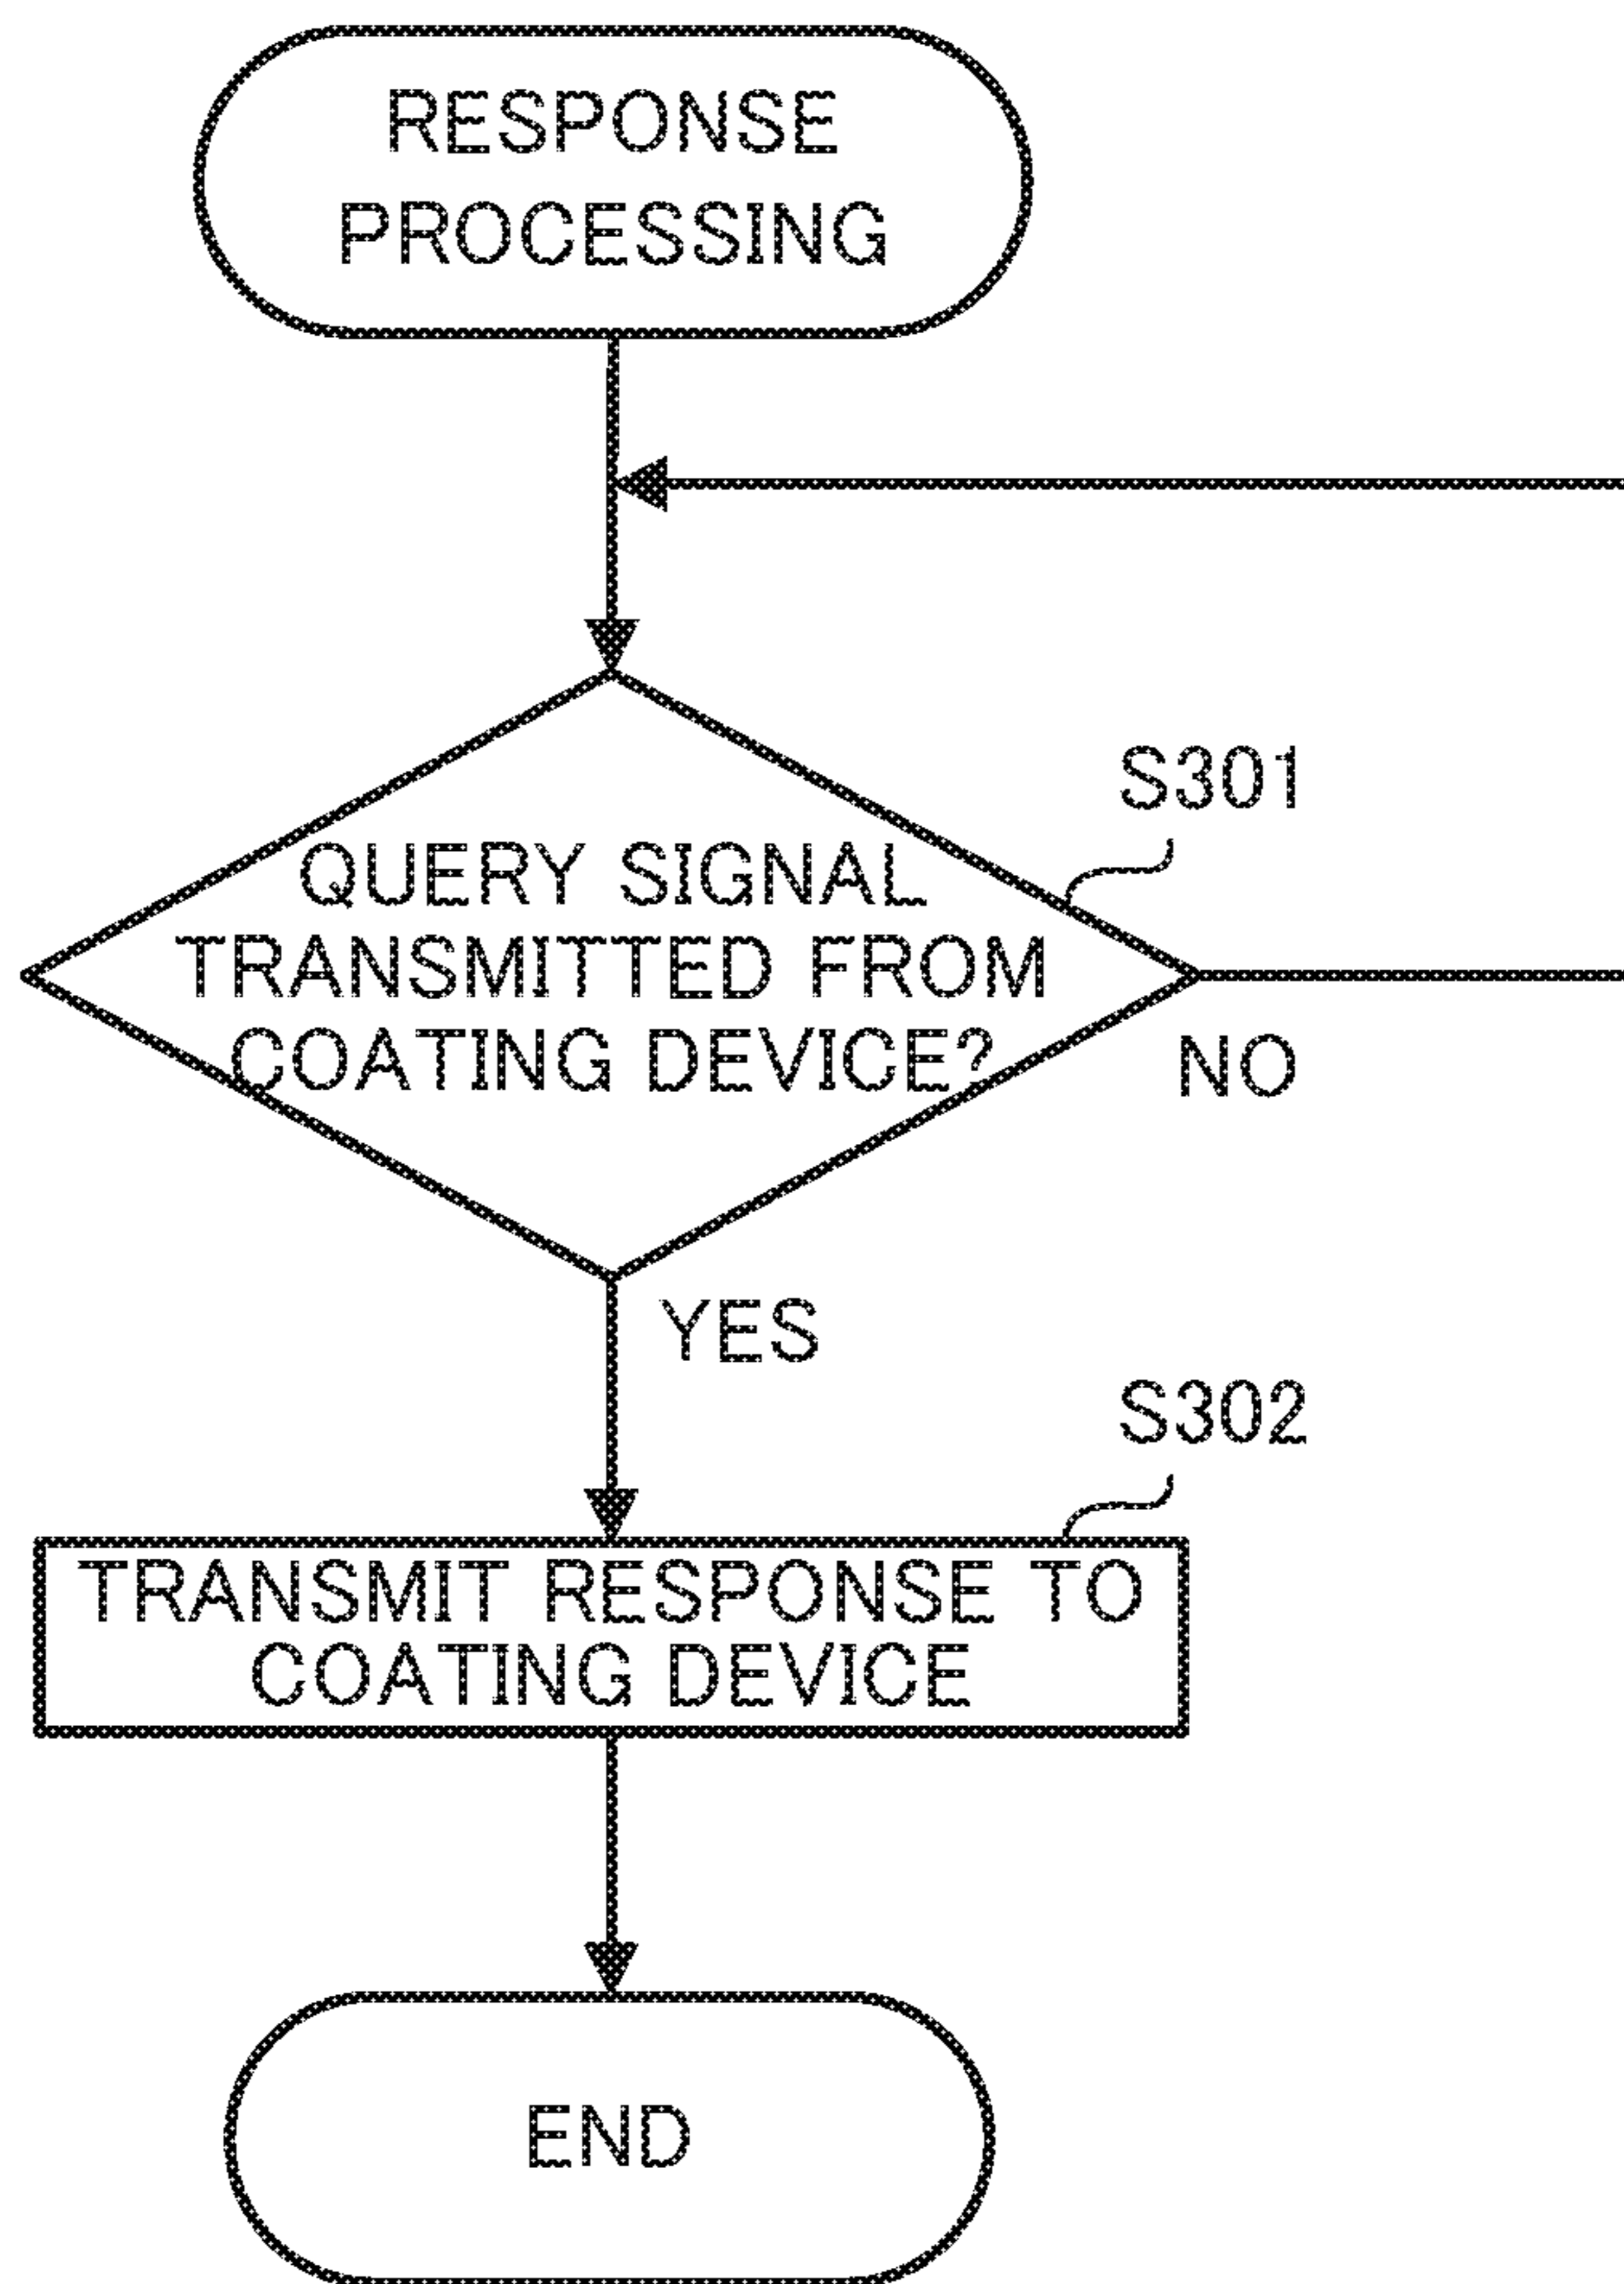 RESPONSE
PROCESSING
S301
QUERY SIGNAL
TRANSMITTED FROM
COATING DEVICE?
NO
YES
S302
TRANSMIT RESPONSE TO
COATING DEVICE
END